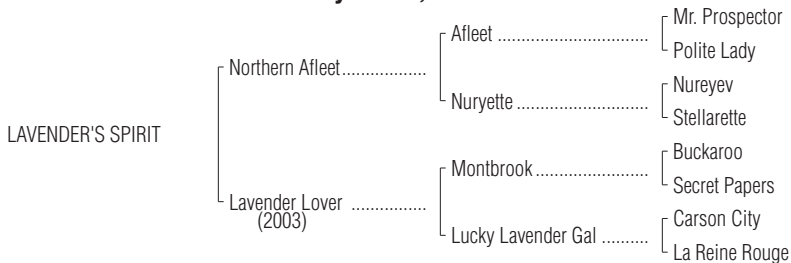 Afleet ..........................................
Mr. Prospector
Polite Lady
Northern Afleet..................
Nuryette .....................................
Nureyev
Stellarette
LAVENDER'S SPIRIT
Montbrook ................................
Buckaroo
Secret Papers
Lavender Lover ................
(2003)
Lucky Lavender Gal ..........
Carson City
La Reine Rouge